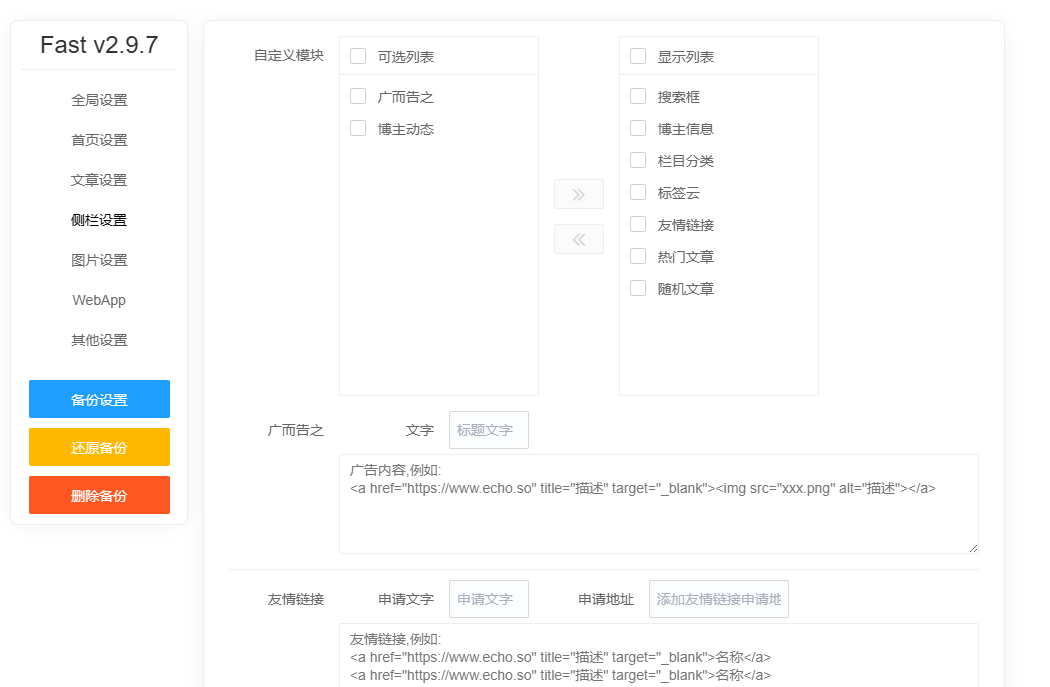 Fast v2.9.7
全局设置
首页设置
文章设置
侧栏设置
图片设置
WebApp
其他设置
备份设置
还原备份
删除备份
自定义模块
可选列表
广而告之
博主动态
显示列表
搜索框
博主信息
栏目分类
标签云
友情链接
热门文章
随机文章
广而告之 文字 标题文字
广告内容,例如:
<a href="https://www.echo.so" title="描述" target="_blank"><img src="xxx.png" alt="描述"></a>
友情链接 申请文字 申请文字 申请地址 添加友情链接申请地
友情链接,例如:
<a href="https://www.echo.so" title="描述" target="_blank">名称</a>
<a href="https://www.echo.so" title="描述" target="_blank">名称</a>